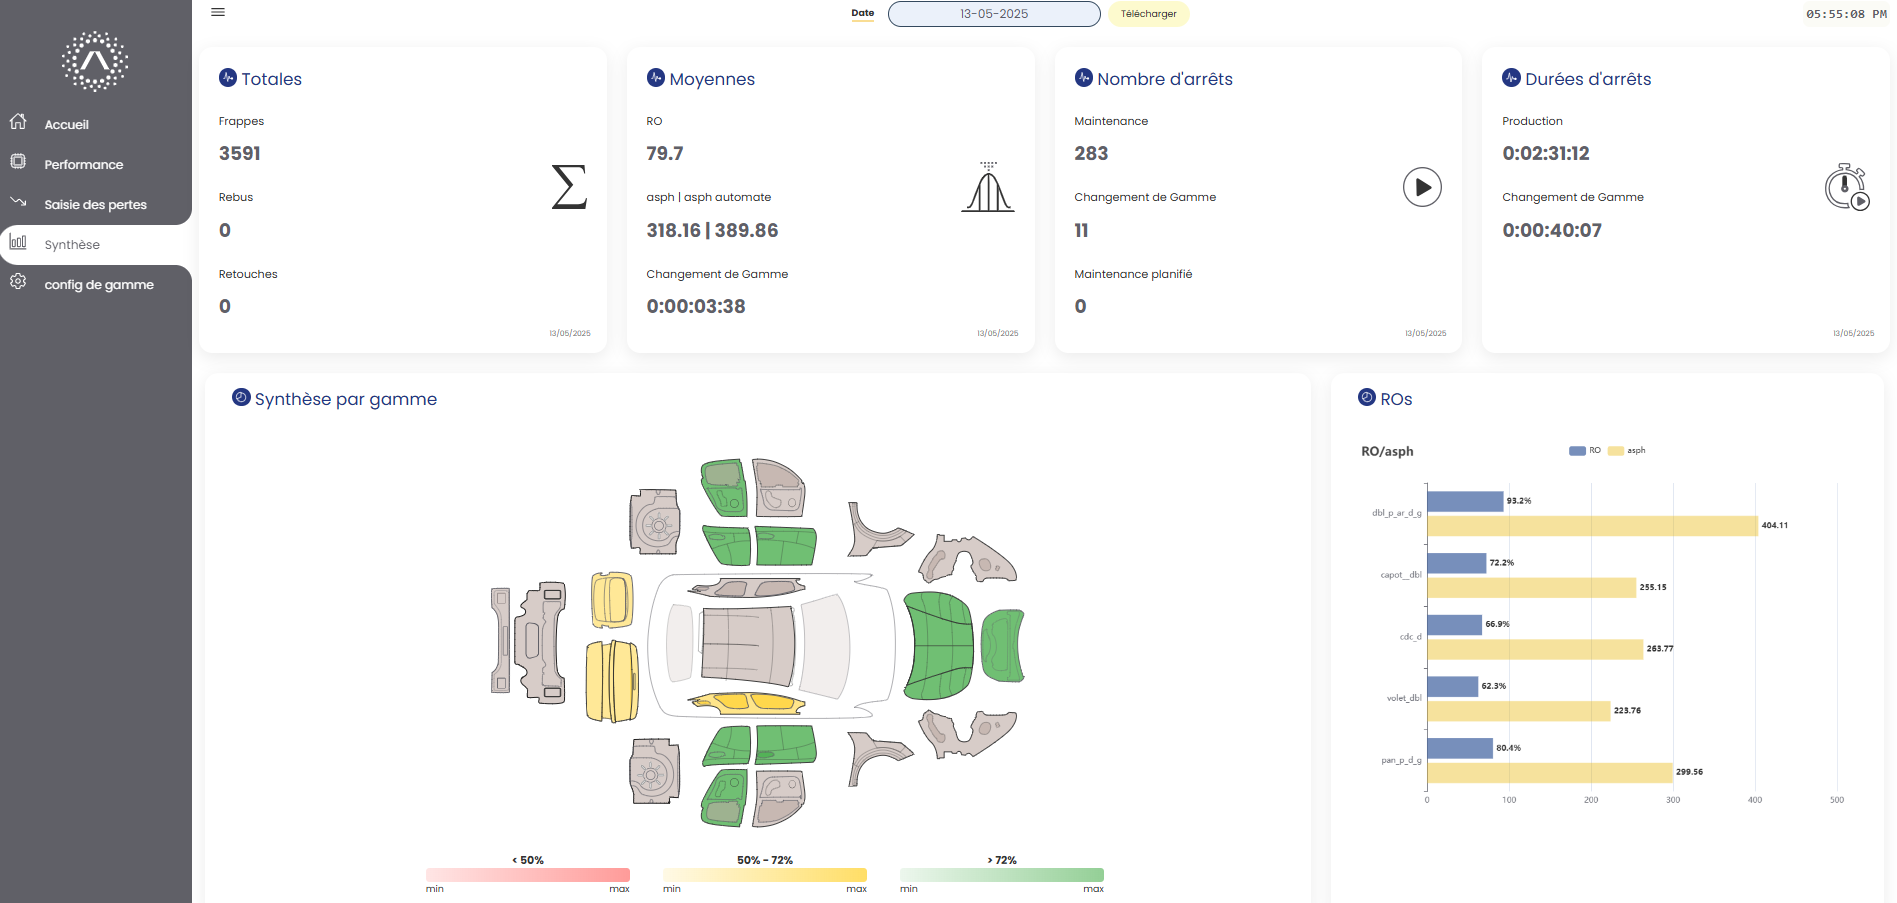 Date
13-05-2025
Télécharger
05:55:08 PM
Accueil
Performance
Saisie des pertes
Synthèse
config de gamme
Totales
Frappes
3591
Rebus
0
Retouches
0
13/05/2025
Moyennes
RO
79.7
asph | asph automate
318.16 | 389.86
Changement de Gamme
0:00:03:38
13/05/2025
Nombre d'arrêts
Maintenance
283
Changement de Gamme
11
Maintenance planifié
0
13/05/2025
Durées d'arrêts
Production
0:02:31:12
Changement de Gamme
0:00:40:07
13/05/2025
Synthèse par gamme
< 50%
min max
50% - 72%
min max
> 72%
min max
ROs
RO/asph
RO asph
dbl_p_ar_d_g
93.2%
404.11
capot__dbl
72.2%
255.15
cdc_d
66.9%
263.77
volet_dbl
62.3%
223.76
pan_p_d_g
80.4%
299.56
0 100 200 300 400 500